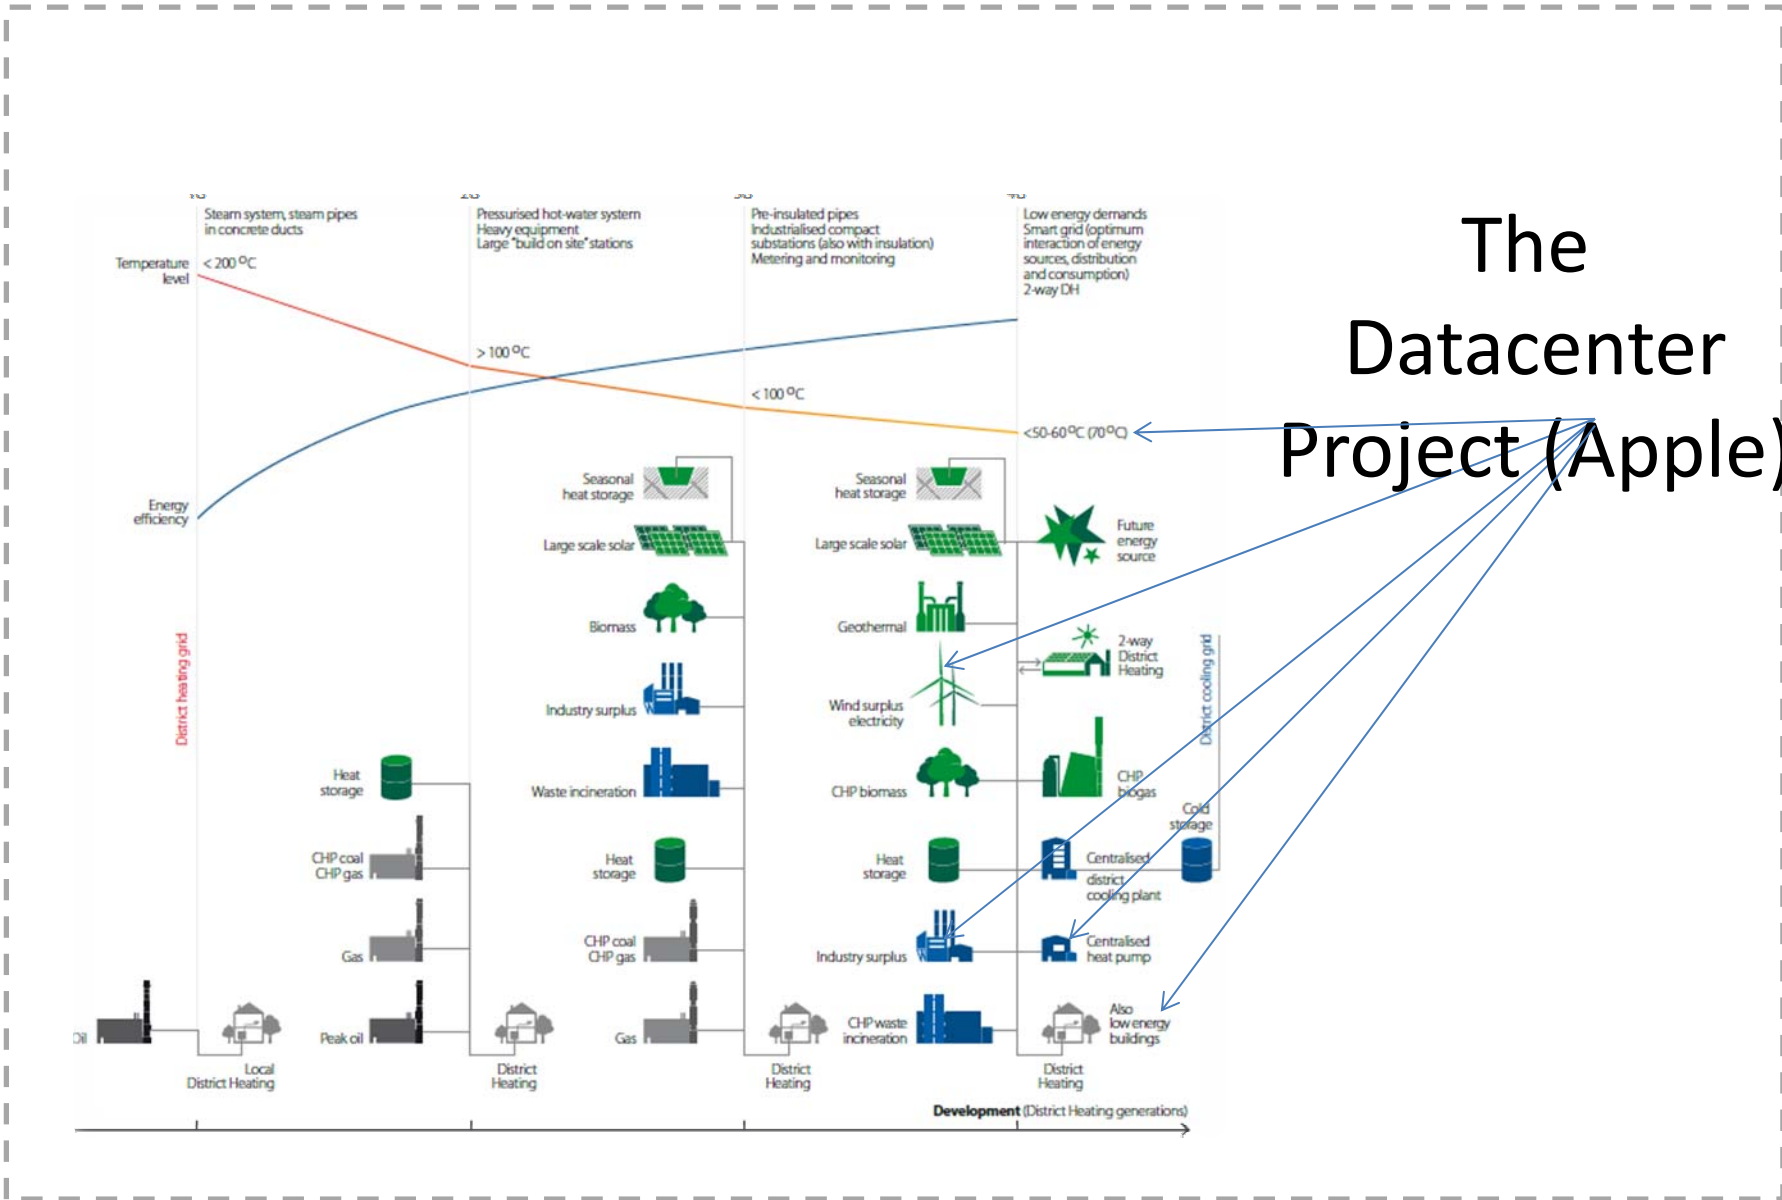 Steam system, steam pipes
in concrete ducts
Pressurised hot-water system
Heavy equipment
Large "build on site" stations
Pre-insulated pipes
Industrialised compact
substations (also with insulation)
Metering and monitoring
Low energy demands
Smart grid (optimum
interaction of energy
sources, distribution
and consumption)
2-way DH
The
Datacenter
Project (Apple)
Temperature
level
< 200 °C
> 100 °C
< 100 °C
<50-60 °C (70 °C)
Energy
efficiency
District heating grid
Oil
Local
District Heating
Heat
storage
CHP coal
CHP gas
Gas
Peak oil
District
Heating
Seasonal
heat storage
Large scale solar
Biomass
Industry surplus
Waste incineration
Heat
storage
CHP coal
CHP gas
Gas
District
Heating
Seasonal
heat storage
Large scale solar
Geothermal
Wind surplus
electricity
CHP biomass
Heat
storage
Industry surplus
CHP waste
incineration
Future
energy
source
2-way
District
Heating
CHP
biogas
Cold
storage
Centralised
district
cooling plant
Centralised
heat pump
Also
low energy
buildings
District
Heating
District cooling grid
Development (District Heating generations)